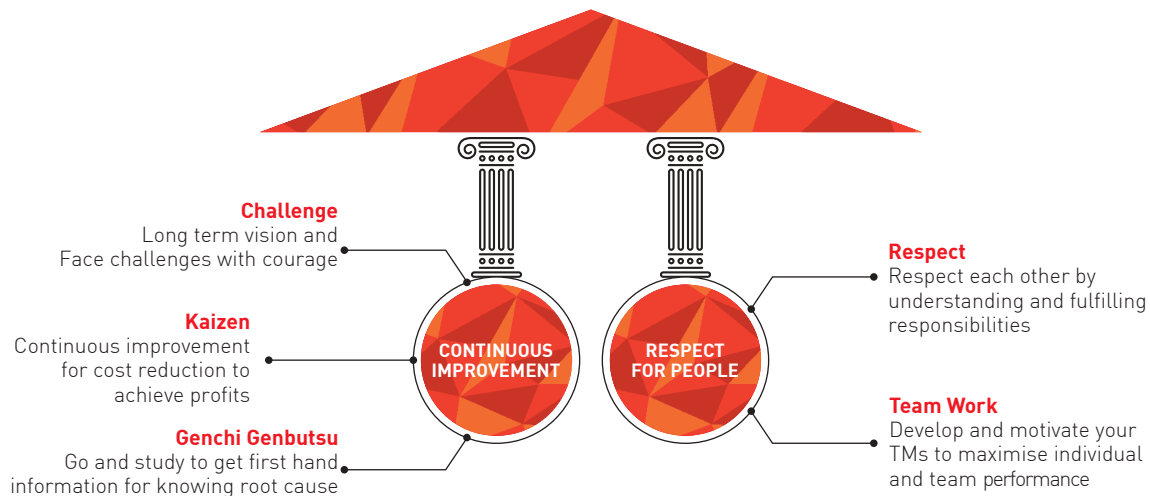 Challenge
Long term vision and
Face challenges with courage
Kaizen
Continuous improvement
for cost reduction to
achieve profits
Genchi Genbutsu
Go and study to get first hand
information for knowing root cause
CONTINUOUS
IMPROVEMENT
RESPECT
FOR PEOPLE
Respect
Respect each other by
understanding and fulfilling
responsibilities
Team Work
Develop and motivate your
TMs to maximise individual
and team performance